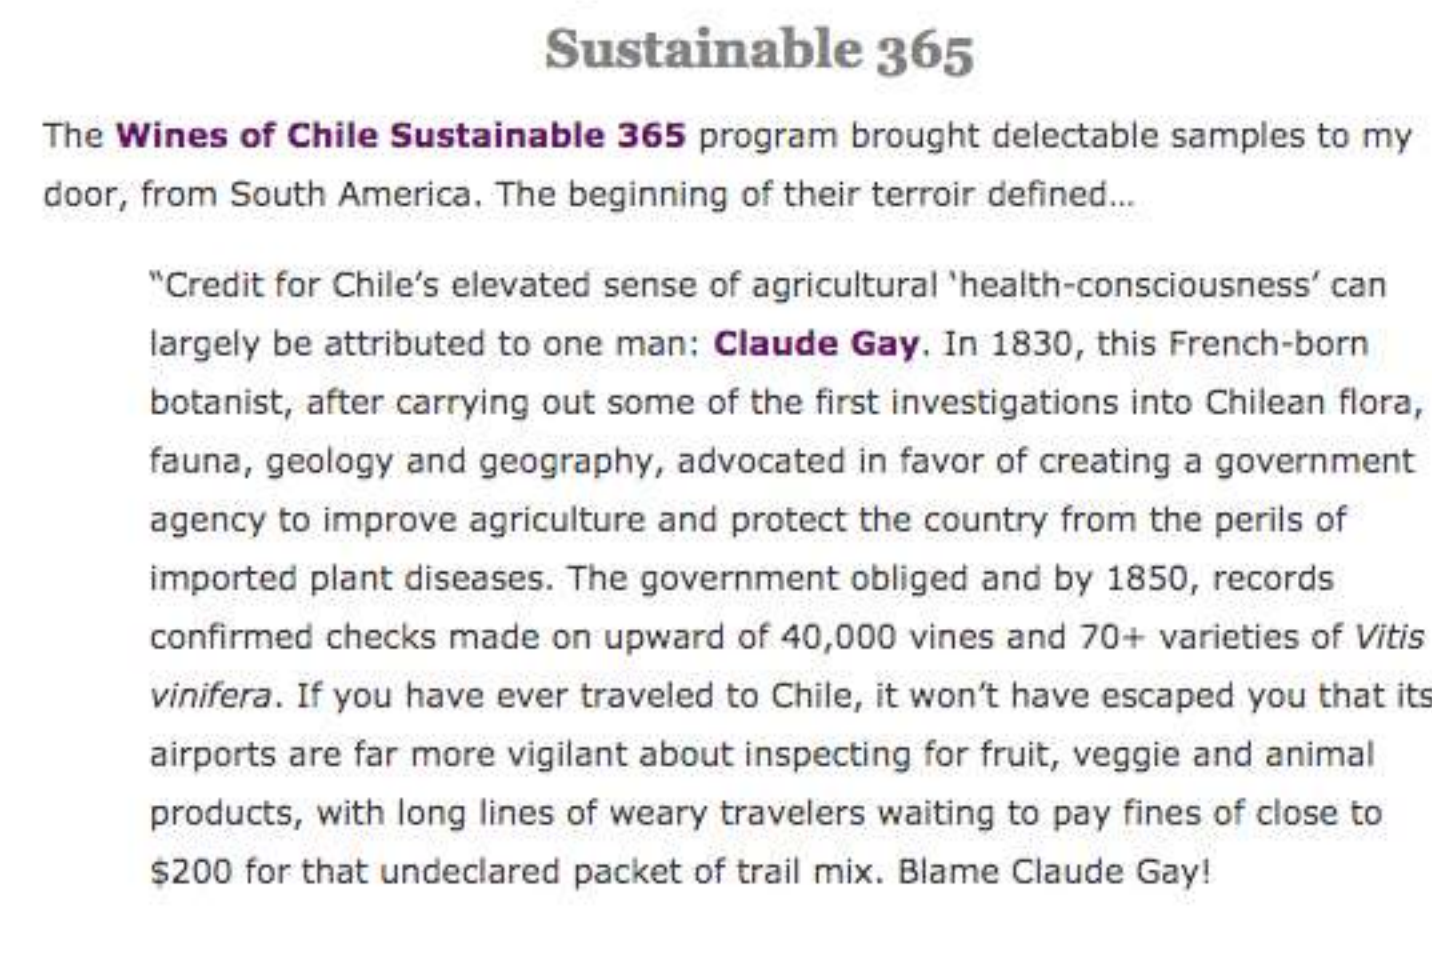 Sustainable 365
The Wines of Chile Sustainable 365 program brought delectable samples to my
door, from South America. The beginning of their terroir defined…
“Credit for Chile’s elevated sense of agricultural ‘health-consciousness’ can
largely be attributed to one man: Claude Gay. In 1830, this French-born
botanist, after carrying out some of the first investigations into Chilean flora,
fauna, geology and geography, advocated in favor of creating a government
agency to improve agriculture and protect the country from the perils of
imported plant diseases. The government obliged and by 1850, records
confirmed checks made on upward of 40,000 vines and 70+ varieties of Vitis
vinifera. If you have ever traveled to Chile, it won’t have escaped you that its
airports are far more vigilant about inspecting for fruit, veggie and animal
products, with long lines of weary travelers waiting to pay fines of close to
$200 for that undeclared packet of trail mix. Blame Claude Gay!